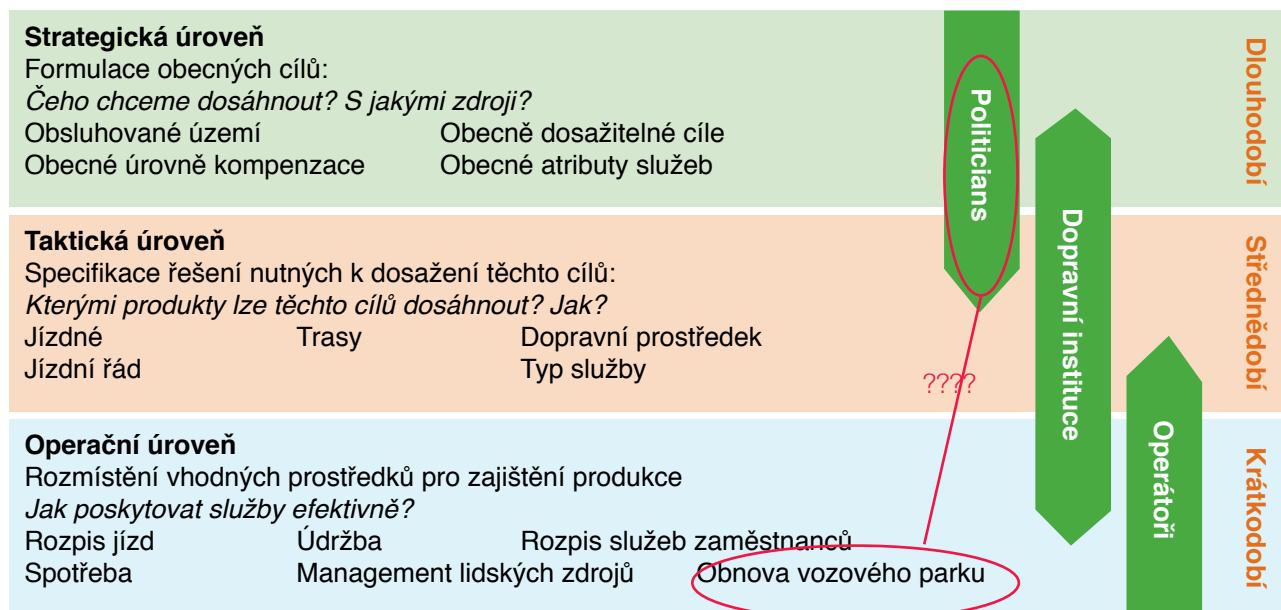 Strategická úroveň
Formulace obecných cílů:
Čeho chceme dosáhnout? S jakými zdroji?
Obsluhované území Obecně dosažitelné cíle
Obecné úrovně kompenzace Obecné atributy služeb
Taktická úroveň
Specifikace řešení nutných k dosažení těchto cílů:
Kterými produkty lze těchto cílů dosáhnout? Jak?
Jízdné Trasy Dopravní prostředek
Jízdní řád Typ služby
????
Operační úroveň
Rozmístění vhodných prostředků pro zajištění produkce
Jak poskytovat služby efektivně?
Rozpis jízd Údržba Rozpis služeb zaměstnanců
Spotřeba Management lidských zdrojů Obnova vozového parku
Politicians
Dopravní instituce
Operátoři
Dlouhodobí
Střednědobí
Krátkodobí